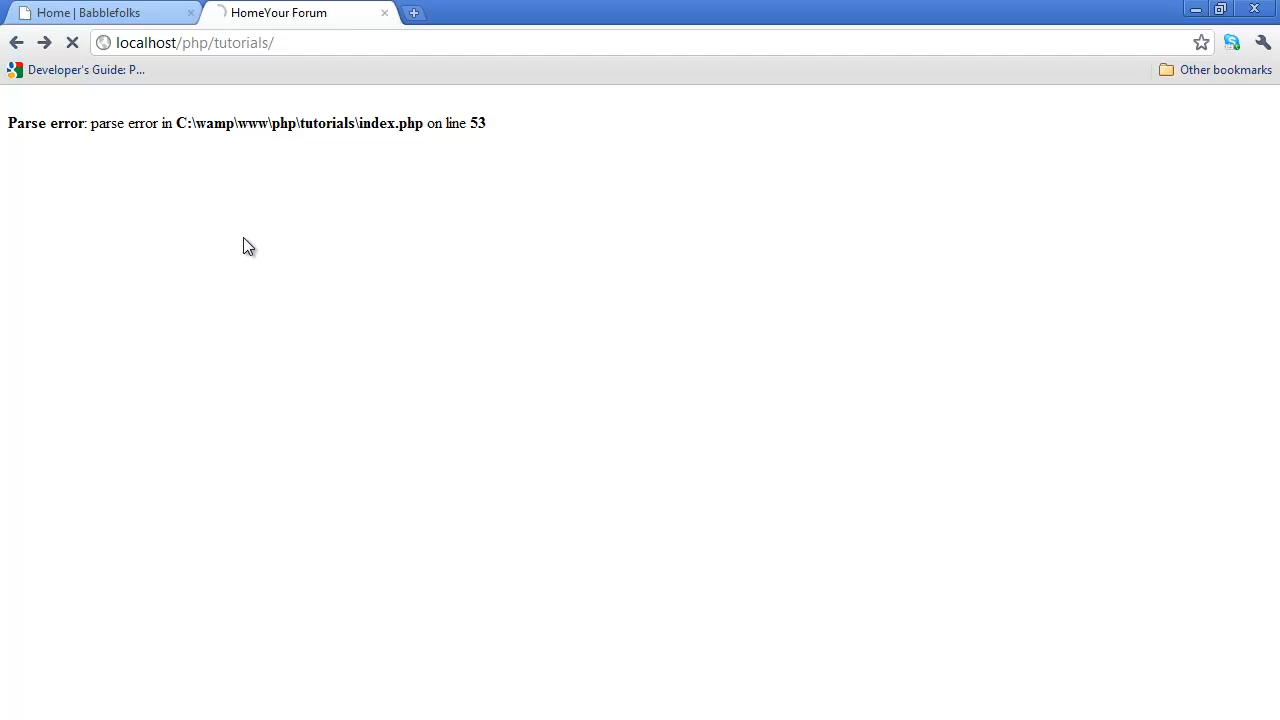 Home | Babblefolks
HomeYour Forum
localhost/php/tutorials/
Developer's Guide: P...
Other bookmarks
Parse error: parse error in C:\wamp\www\php\tutorials\index.php on line 53